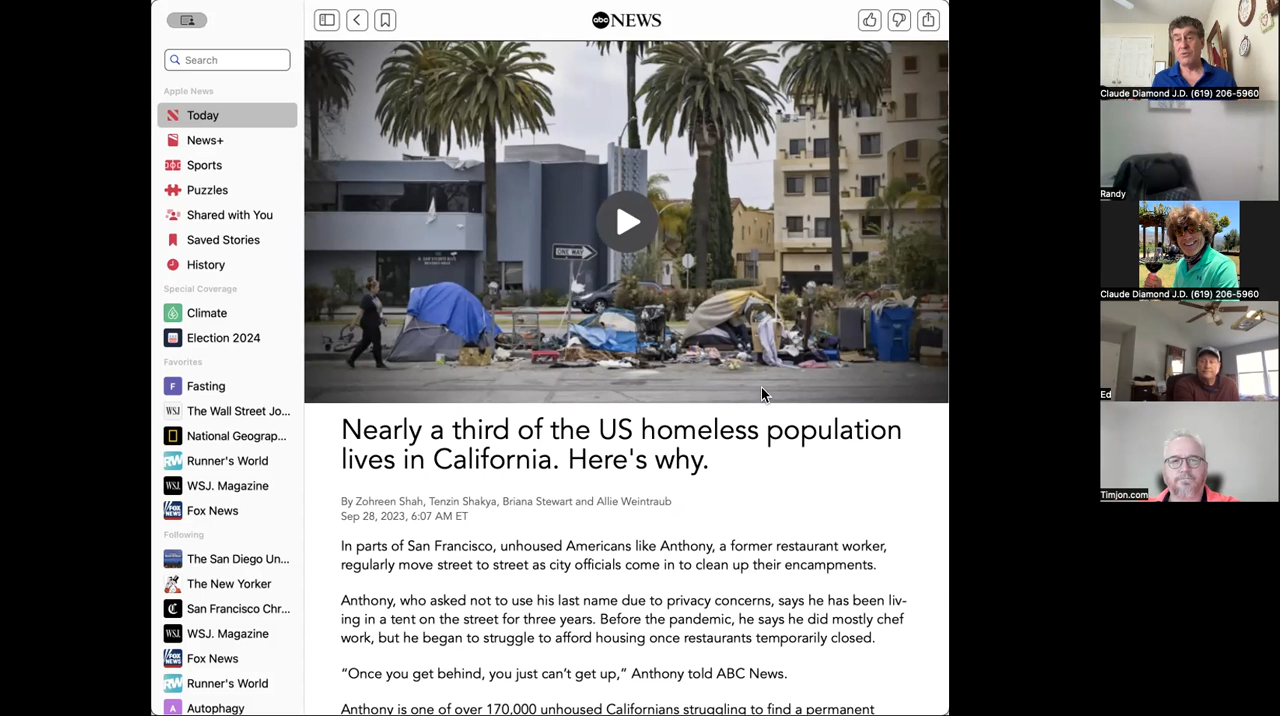 abc NEWS
Search
Apple News
Today
News+
Sports
Puzzles
Shared with You
Saved Stories
History
Special Coverage
Climate
Election 2024
Favorites
F Fasting
WSJ The Wall Street Jo...
National Geograp...
RW Runner's World
WSJ. WSJ. Magazine
FOX NEWS Fox News
Following
The San Diego Un...
The New Yorker
C San Francisco Chr...
WSJ. WSJ. Magazine
FOX NEWS Fox News
RW Runner's World
A Autophagy
ONE WAY
Nearly a third of the US homeless population
lives in California. Here's why.
By Zohreen Shah, Tenzin Shakya, Briana Stewart and Allie Weintraub
Sep 28, 2023, 6:07 AM ET
In parts of San Francisco, unhoused Americans like Anthony, a former restaurant worker,
regularly move street to street as city officials come in to clean up their encampments.
Anthony, who asked not to use his last name due to privacy concerns, says he has been liv-
ing in a tent on the street for three years. Before the pandemic, he says he did mostly chef
work, but he began to struggle to afford housing once restaurants temporarily closed.
“Once you get behind, you just can’t get up,” Anthony told ABC News.
Anthony is one of over 170,000 unhoused Californians struggling to find a permanent
Claude Diamond J.D. (619) 206-5960
Randy
Claude Diamond J.D. (619) 206-5960
Ed
Timjon.com